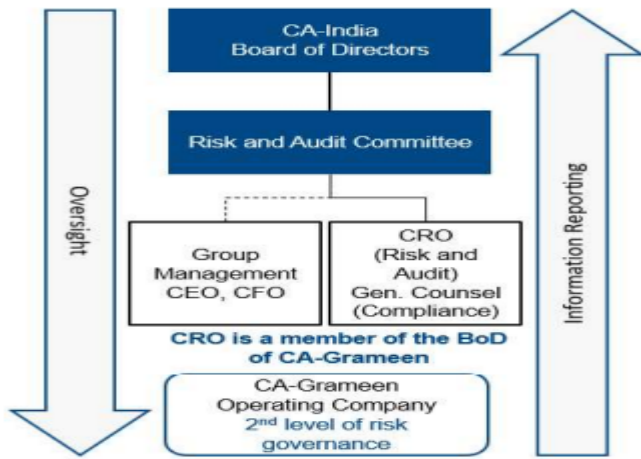 CA-India
Board of Directors
Risk and Audit Committee
Oversight
Information Reporting
Group
Management
CEO, CFO
CRO
(Risk and
Audit)
Gen. Counsel
(Compliance)
CRO is a member of the BoD
of CA-Grameen
CA-Grameen
Operating Company
2nd level of risk
governance